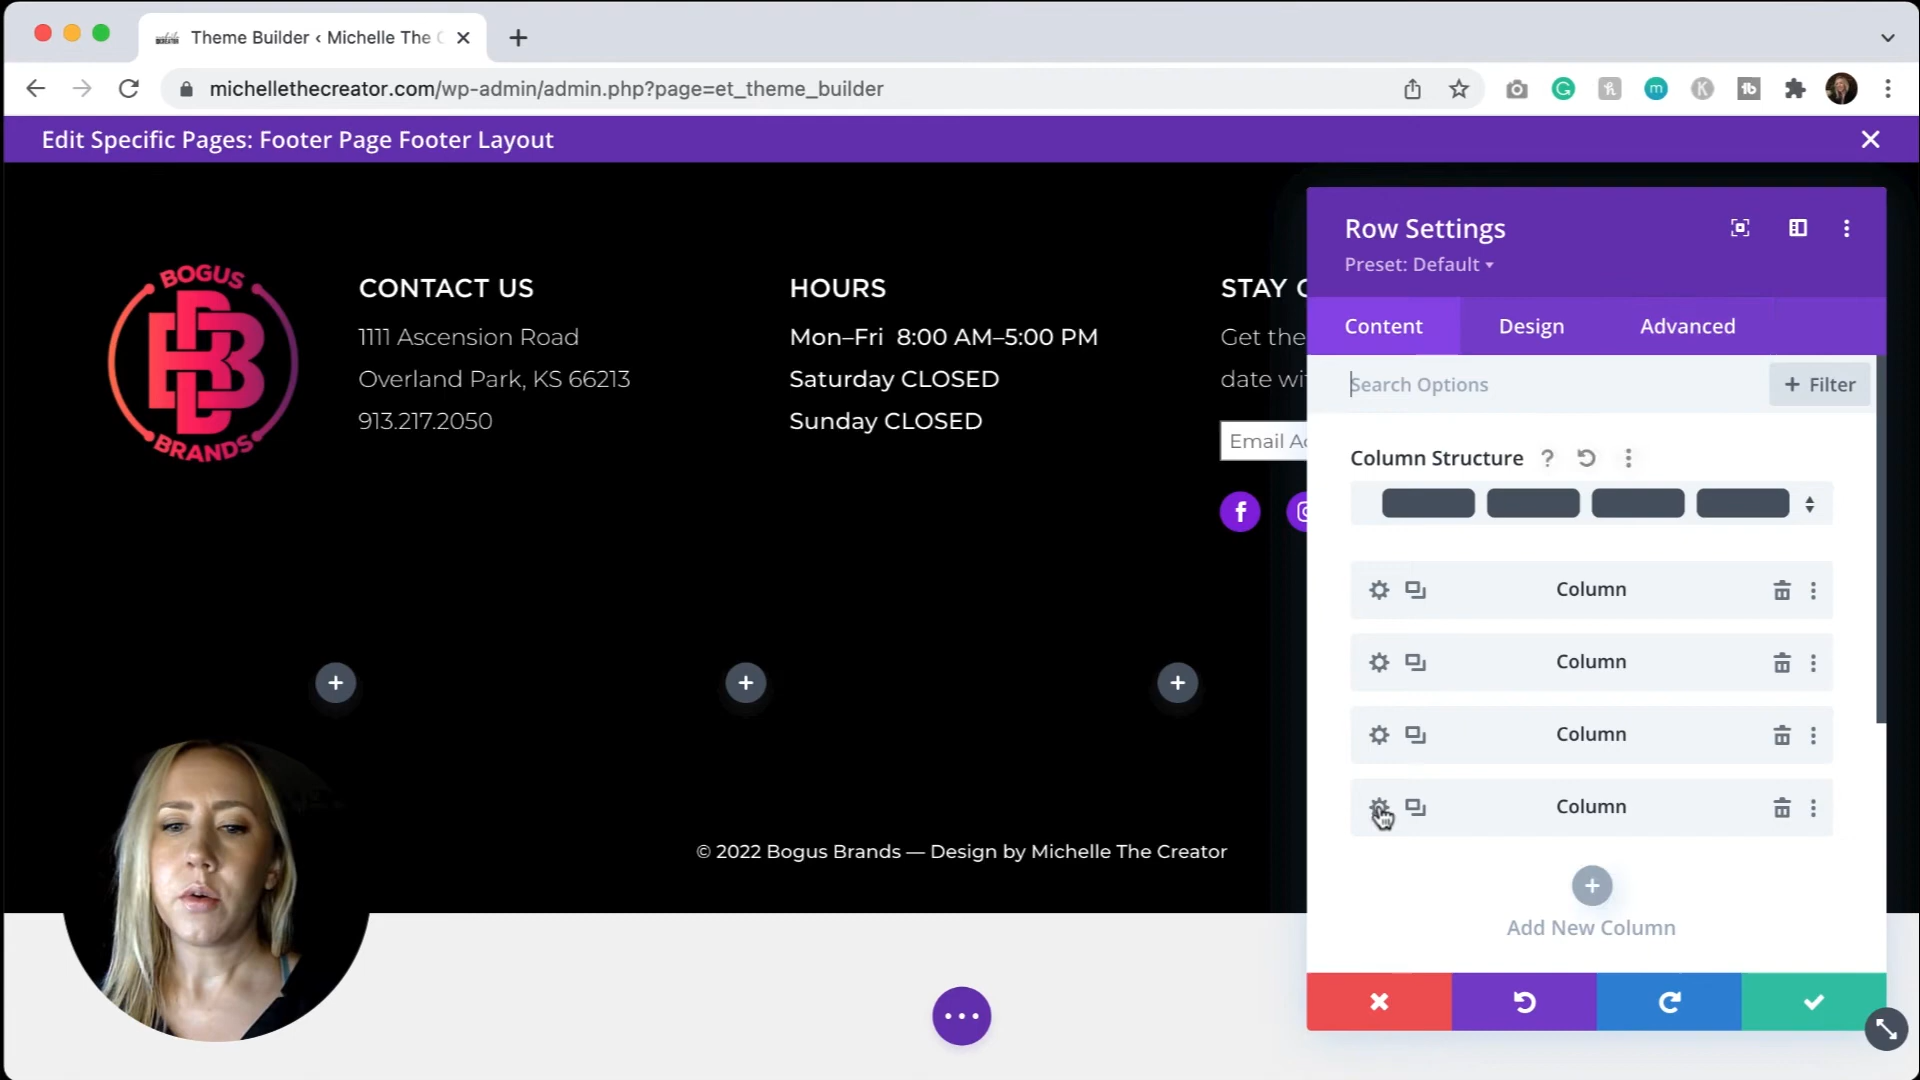 Theme Builder ‹ Michelle The C
michellethecreator.com/wp-admin/admin.php?page=et_theme_builder
Edit Specific Pages: Footer Page Footer Layout
BOGUS
BRANDS
CONTACT US
1111 Ascension Road
Overland Park, KS 66213
913.217.2050
HOURS
Mon–Fri 8:00 AM–5:00 PM
Saturday CLOSED
Sunday CLOSED
STAY
Get the
date
Email
© 2022 Bogus Brands — Design by Michelle The Creator
Row Settings
Preset: Default
Content
Design
Advanced
Search Options
+ Filter
Column Structure
Column
Column
Column
Column
Add New Column